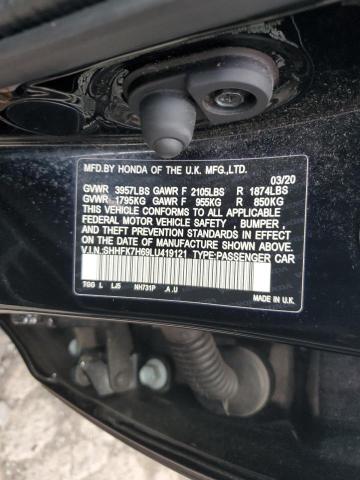 MFD.BY HONDA OF THE U.K. MFG.,LTD.
03/20
GVWR 3957LBS GAWR F 2105LBS R 1874LBS
GVWR 1795KG GAWR F 955KG R 850KG
THIS VEHICLE CONFORMS TO ALL APPLICABLE
FEDERAL MOTOR VEHICLE SAFETY , BUMPER ,
AND THEFT PREVENTION STANDARDS IN EFFECT
ON THE DATE OF MANUFACTURE SHOWN ABOVE.
V.I.N:SHHFK7H69LU419121 TYPE:PASSENGER CAR
TGG L LJ5 NH731P .A.U
MADE IN U.K.